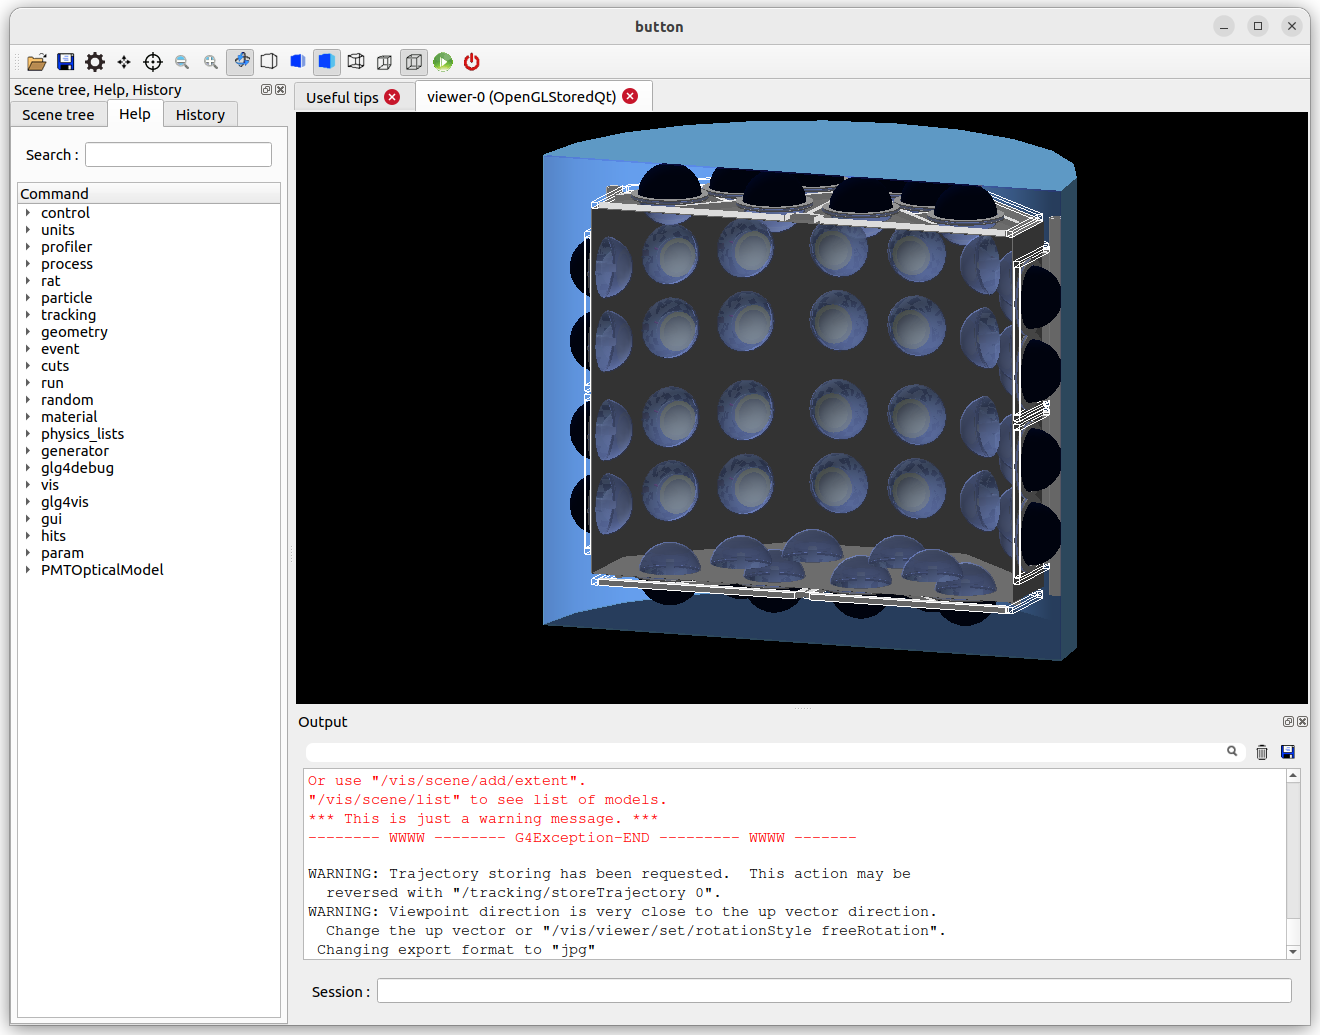 button
Scene tree, Help, History
Scene tree
Help
History
Search :
Command
control
units
profiler
process
rat
particle
tracking
geometry
event
cuts
run
random
material
physics_lists
generator
glg4debug
vis
glg4vis
gui
hits
param
PMTOpticalModel
Useful tips
viewer-0 (OpenGLStoredQt)
Output
Or use "/vis/scene/add/extent".
"/vis/scene/list" to see list of models.
*** This is just a warning message. ***
-------- WWWW -------- G4Exception-END --------- WWWW -------
WARNING: Trajectory storing has been requested.  This action may be
reversed with "/tracking/storeTrajectory 0".
WARNING: Viewpoint direction is very close to the up vector direction.
Change the up vector or "/vis/viewer/set/rotationStyle freeRotation".
Changing export format to "jpg"
Session :